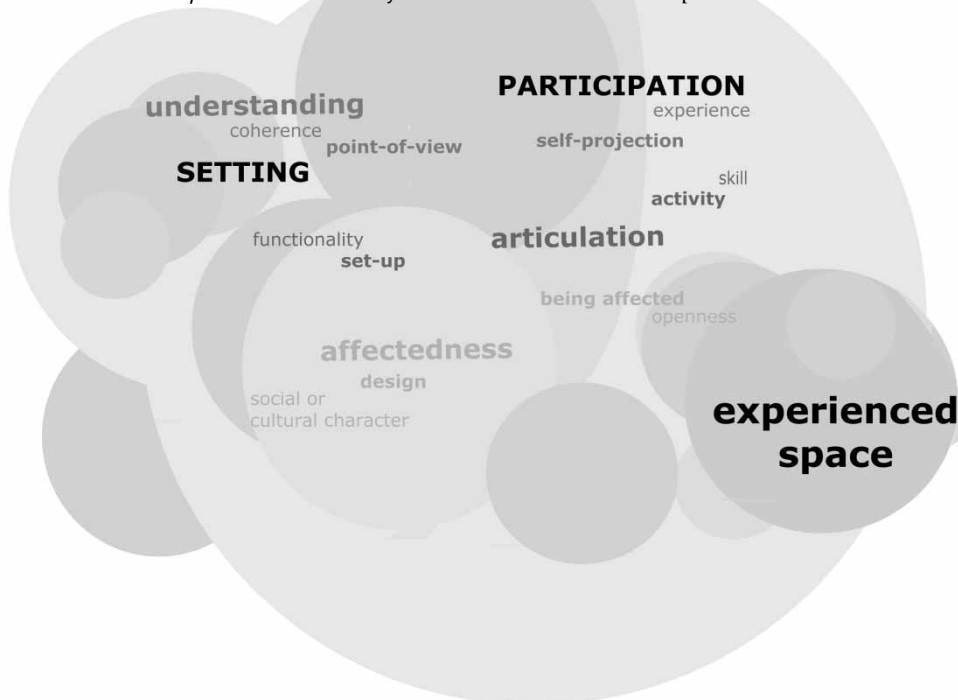 PARTICIPATION
understanding
experience
coherence
self-projection
point-of-view
SETTING
skill
activity
articulation
functionality
set-up
being affected
openness
affectedness
design
social or
cultural character
experienced
space